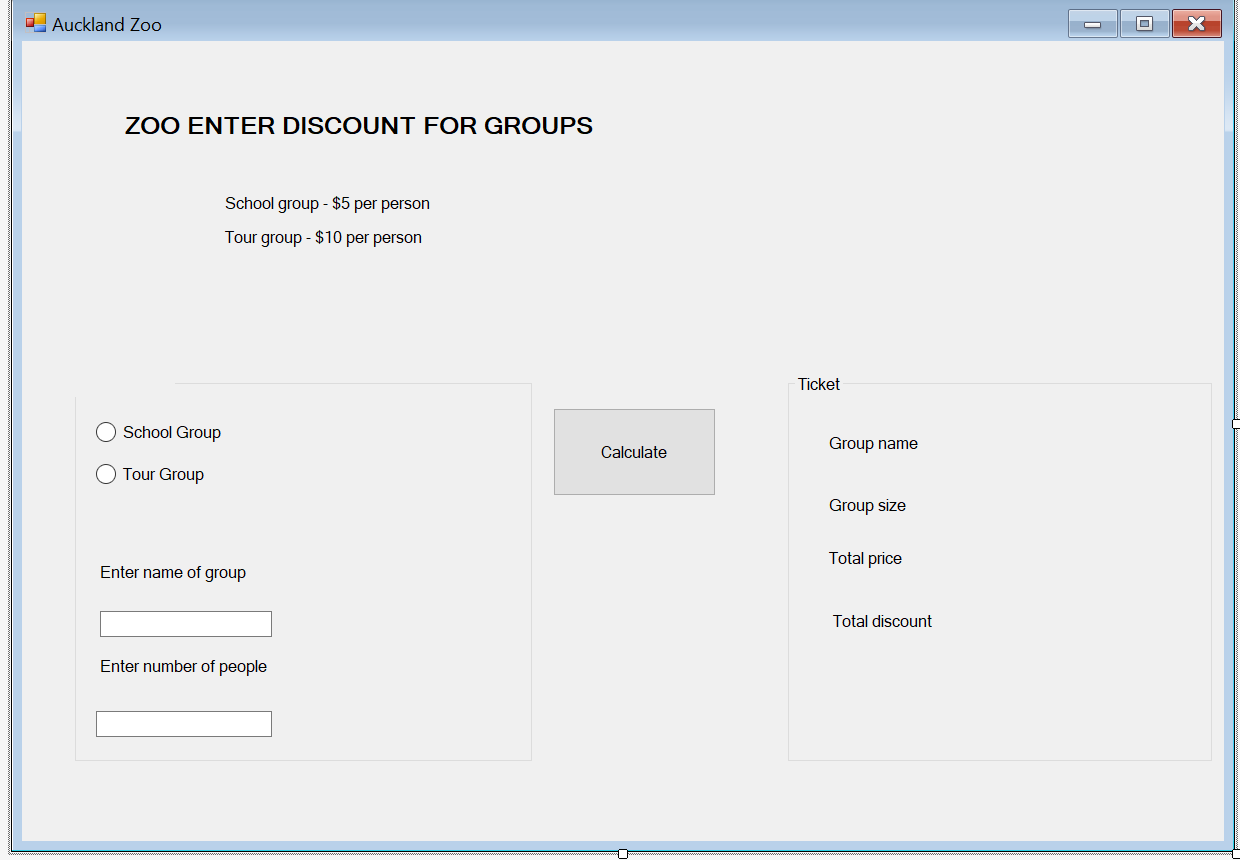 Auckland Zoo
ZOO ENTER DISCOUNT FOR GROUPS
School group - $5 per person
Tour group - $10 per person
School Group
Tour Group
Enter name of group
Enter number of people
Calculate
Ticket
Group name
Group size
Total price
Total discount